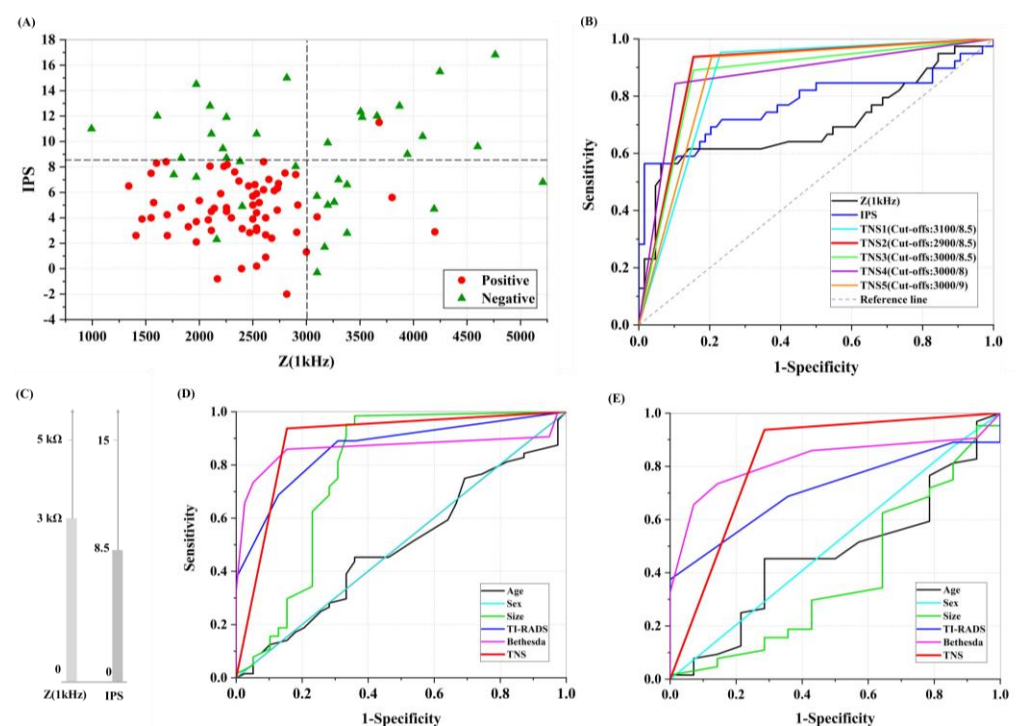 (A)
IPS
18
16
14
12
10
8
6
4
2
0
-2
-4
1000
1500
2000
2500
3000
3500
4000
4500
5000
Z(1kHz)
Positive
Negative
(B)
Sensitivity
1.0
0.8
0.6
0.4
0.2
0.0
0.0
0.2
0.4
0.6
0.8
1.0
1-Specificity
Z(1kHz)
IPS
TNS1(Cut-offs:3100/8.5)
TNS2(Cut-offs:2900/8.5)
TNS3(Cut-offs:3000/8.5)
TNS4(Cut-offs:3000/8)
TNS5(Cut-offs:3000/9)
Reference line
(C)
5 kΩ
15
3 kΩ
8.5
0
0
Z(1kHz)
IPS
(D)
Sensitivity
1.0
0.8
0.6
0.4
0.2
0.0
0.0
0.2
0.4
0.6
0.8
1.0
1-Specificity
Age
Sex
Size
TI-RADS
Bethesda
TNS
(E)
1.0
0.8
0.6
0.4
0.2
0.0
0.0
0.2
0.4
0.6
0.8
1.0
1-Specificity
Age
Sex
Size
TI-RADS
Bethesda
TNS